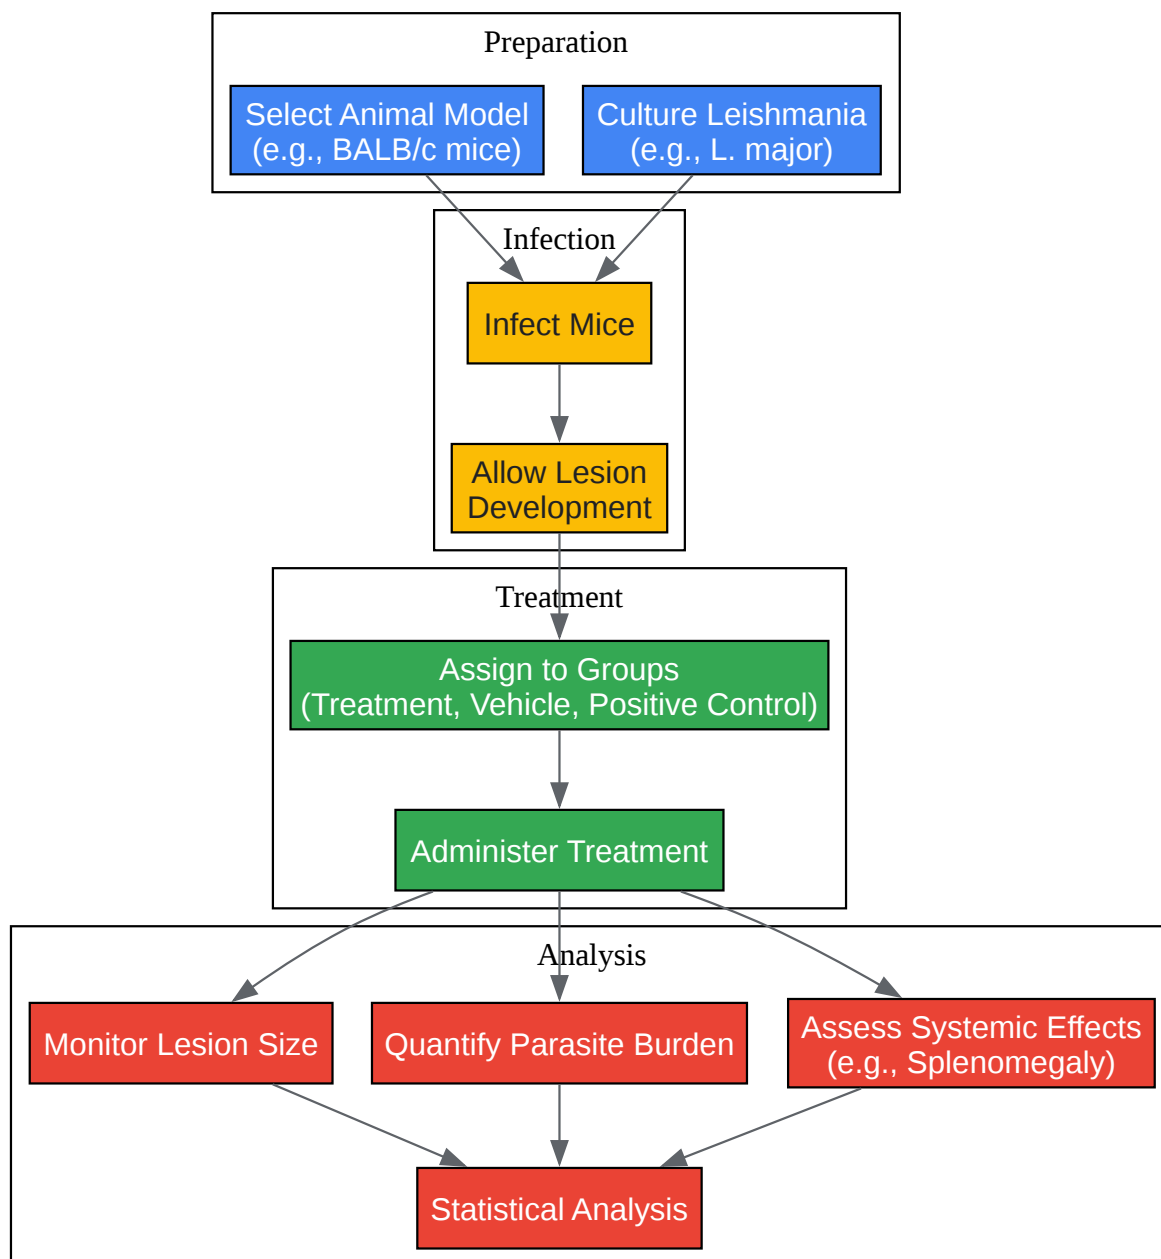 Preparation
Select Animal Model
(e.g., BALB/c mice)
Culture Leishmania
(e.g., L. major)
Infection
Infect Mice
Allow Lesion
Development
Treatment
Assign to Groups
(Treatment, Vehicle, Positive Control)
Administer Treatment
Analysis
Monitor Lesion Size
Quantify Parasite Burden
Assess Systemic Effects
(e.g., Splenomegaly)
Statistical Analysis